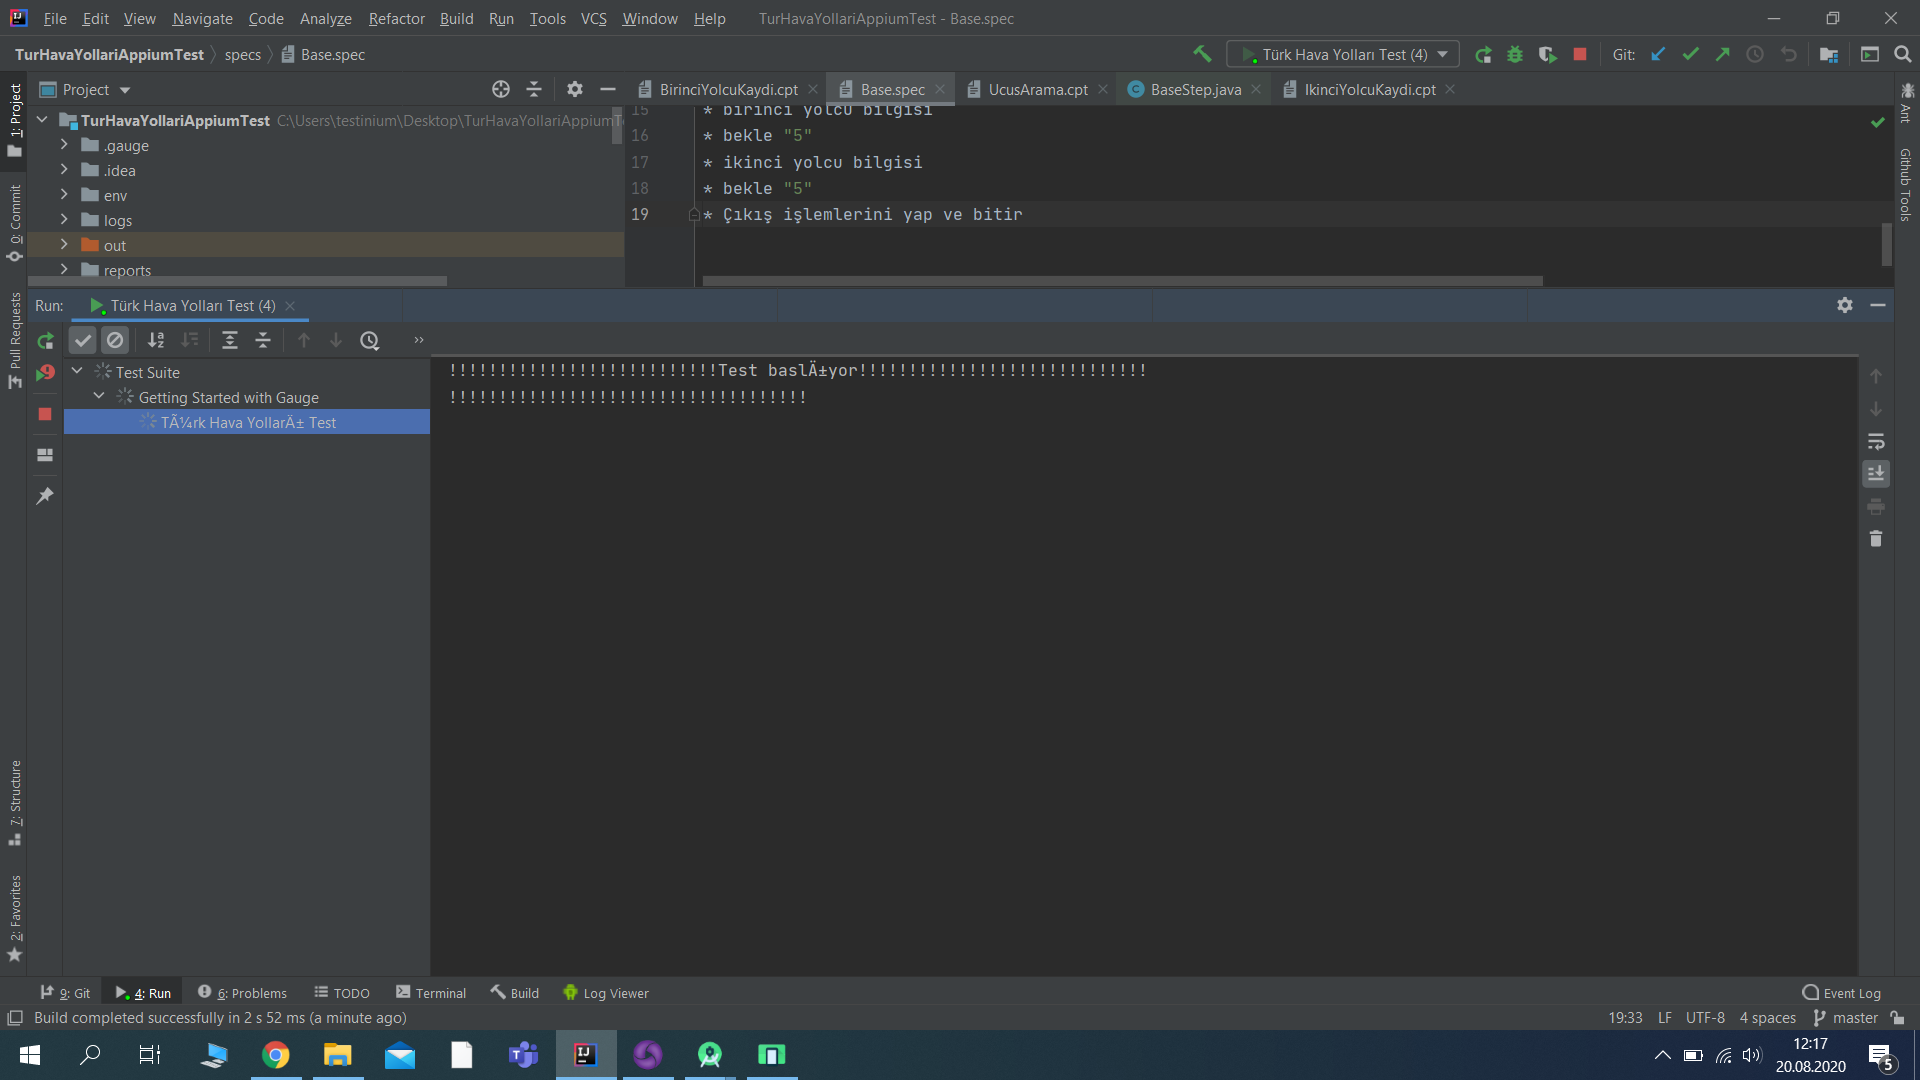 File Edit View Navigate Code Analyze Refactor Build Run Tools VCS Window Help TurHavaYollariAppiumTest - Base.spec
TurHavaYollariAppiumTest specs Base.spec
Türk Hava Yolları Test (4)
Git:
Project
BirinciYolcuKaydi.cpt Base.spec UcusArama.cpt BaseStep.java IkinciYolcuKaydi.cpt
TurHavaYollariAppiumTest C:\Users\testinium\Desktop\TurHavaYollariAppiumT
.gauge
.idea
env
logs
out
reports
15 * birinci yolcu bilgisi
16 * bekle "5"
17 * ikinci yolcu bilgisi
18 * bekle "5"
19 * Çıkış işlemlerini yap ve bitir
1: Project
0: Commit
Pull Requests
7: Structure
2: Favorites
Ant
Github Tools
Run: Türk Hava Yolları Test (4)
Test Suite
Getting Started with Gauge
TÃ¼rk Hava YollarÄ± Test
!!!!!!!!!!!!!!!!!!!!!!!!!!!Test baslÄ±yor!!!!!!!!!!!!!!!!!!!!!!!!!!!!!
!!!!!!!!!!!!!!!!!!!!!!!!!!!!!!!!!!!!
9: Git 4: Run 6: Problems TODO Terminal Build Log Viewer Event Log
Build completed successfully in 2 s 52 ms (a minute ago) 19:33 LF UTF-8 4 spaces master
12:17
20.08.2020
5